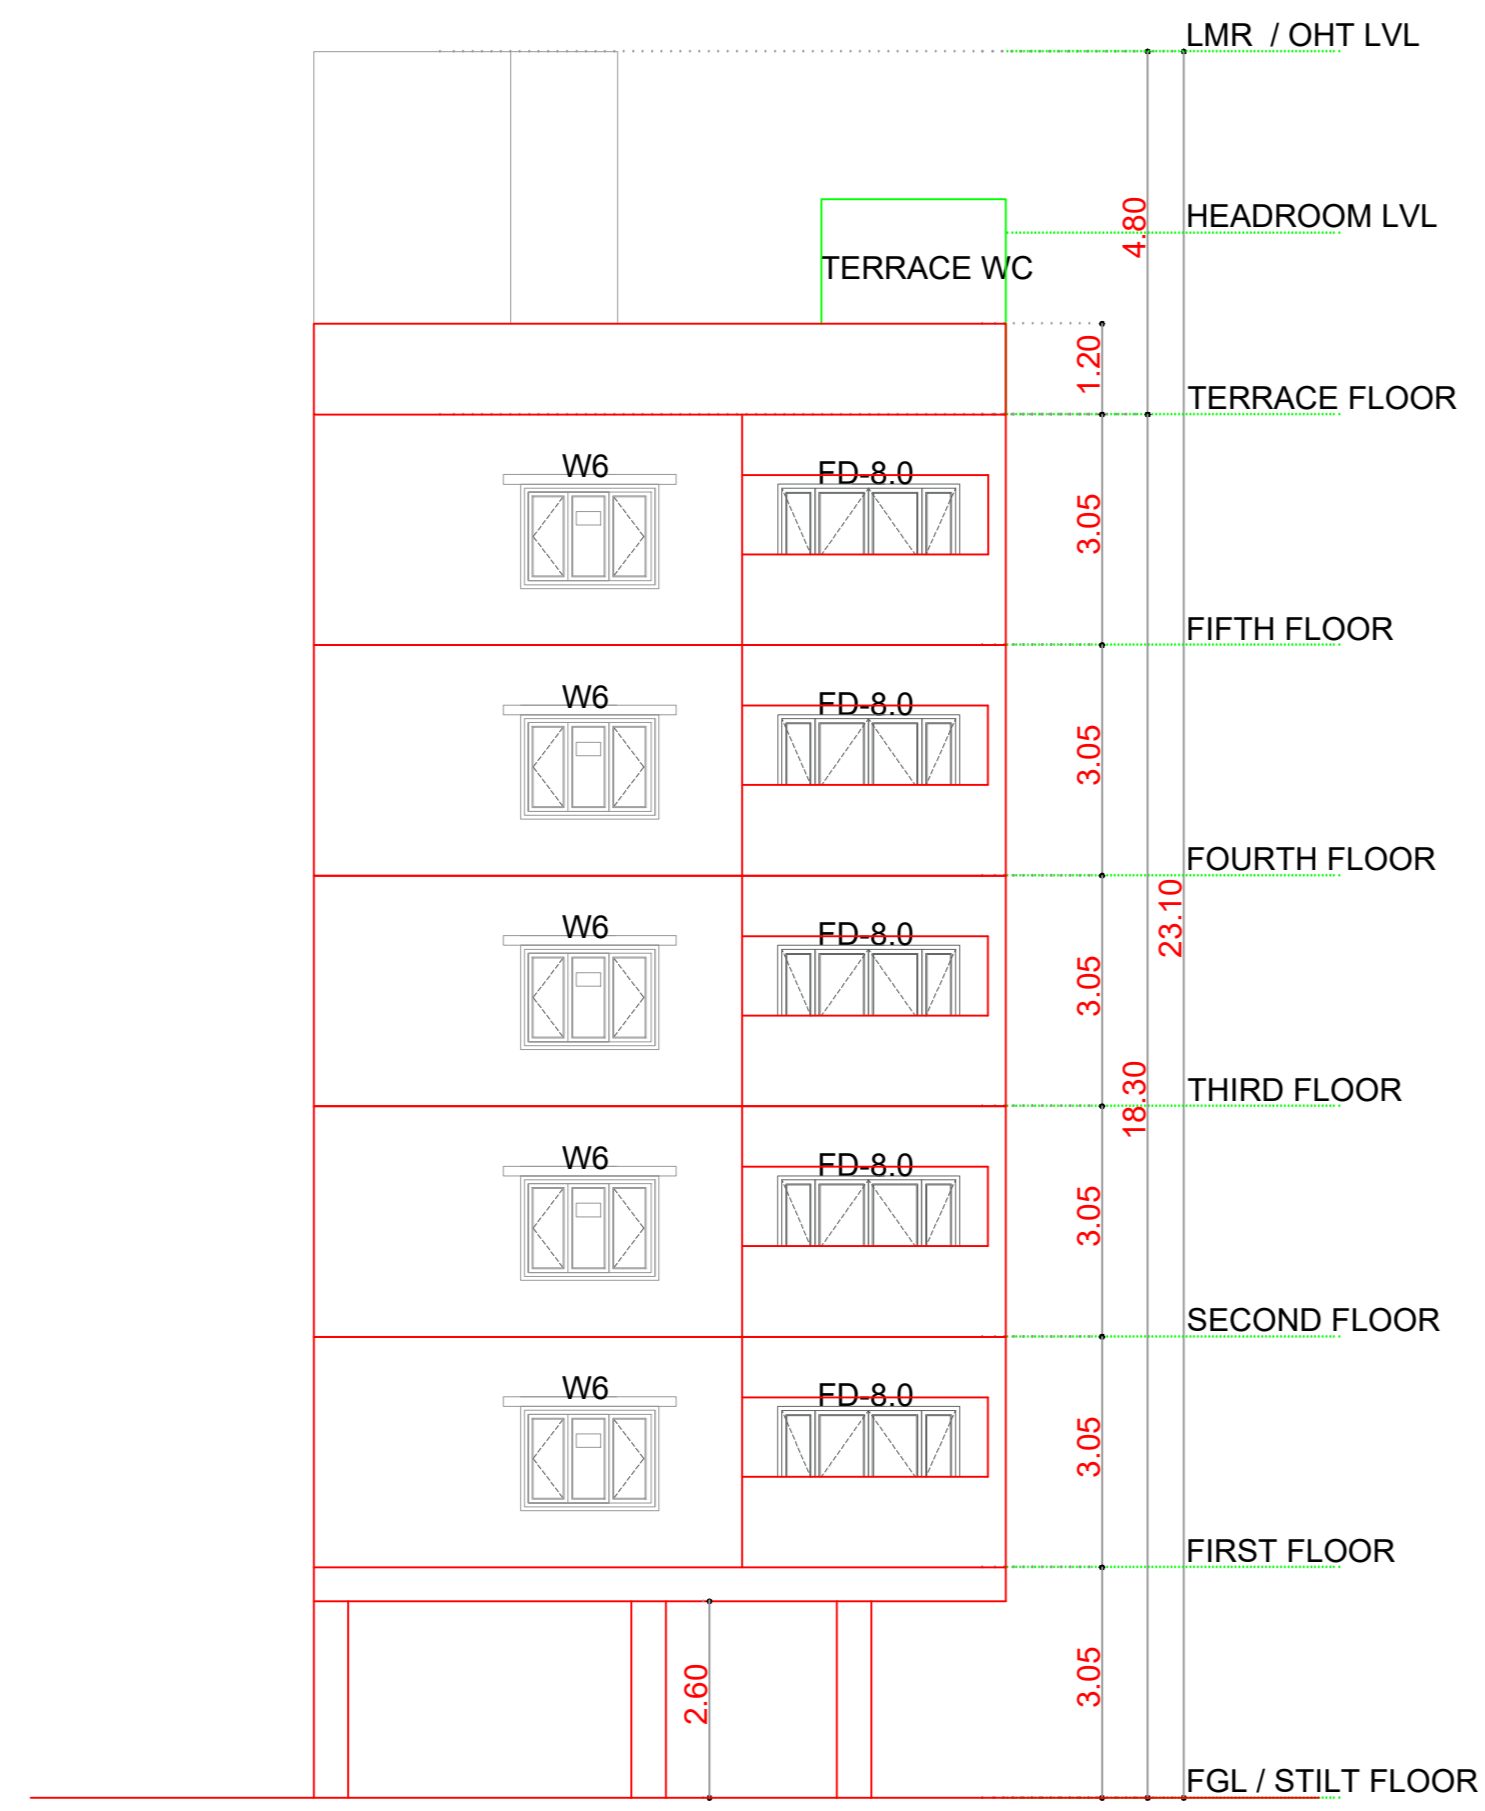 LMR / OHT LVL
HEADROOM LVL
4.80
TERRACE WC
1.20
TERRACE FLOOR
W6
FD-8.0
3.05
FIFTH FLOOR
W6
FD-8.0
3.05
FOURTH FLOOR
23.10
W6
FD-8.0
3.05
THIRD FLOOR
18.30
W6
FD-8.0
3.05
SECOND FLOOR
W6
FD-8.0
3.05
FIRST FLOOR
2.60
3.05
FGL / STILT FLOOR